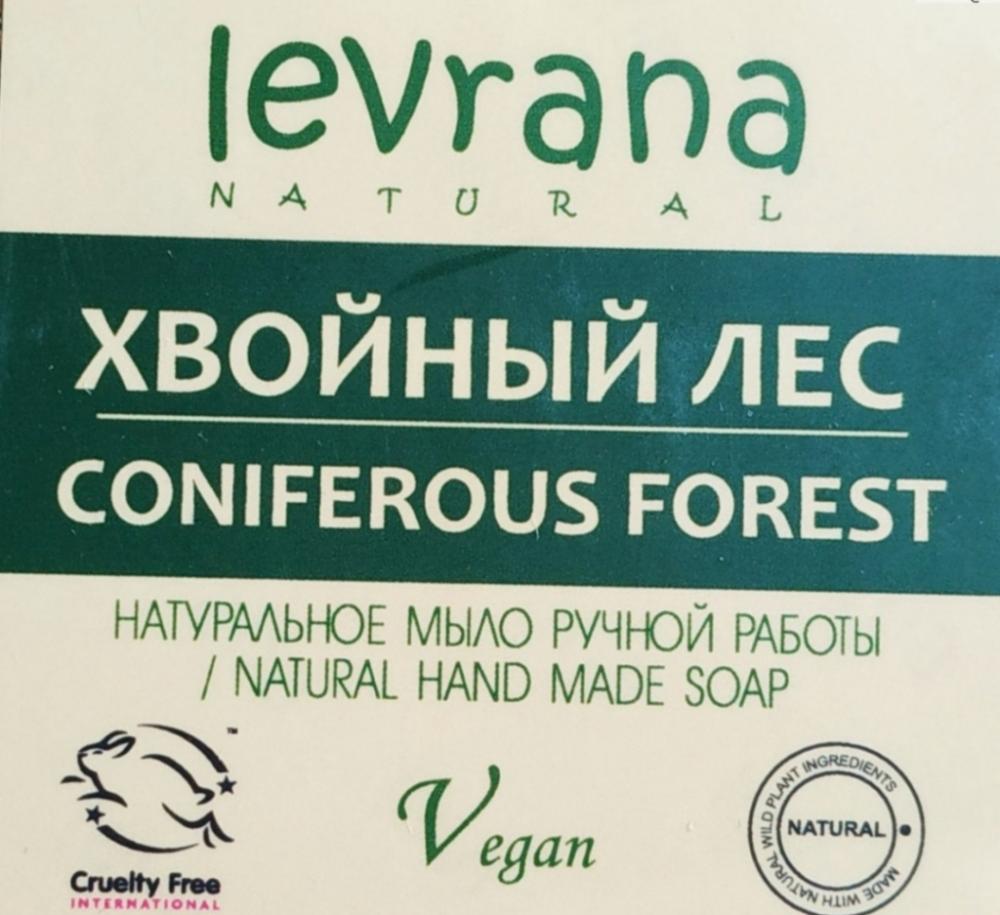 levrana
NATURAL
ХВОЙНЫЙ ЛЕС
CONIFEROUS FOREST
НАТУРАЛЬНОЕ МЫЛО РУЧНОЙ РАБОТЫ
/ NATURAL HAND MADE SOAP
™
Cruelty Free
INTERNATIONAL
Vegan
MADE WITH NATURAL WILD PLANT INGREDIENTS
NATURAL